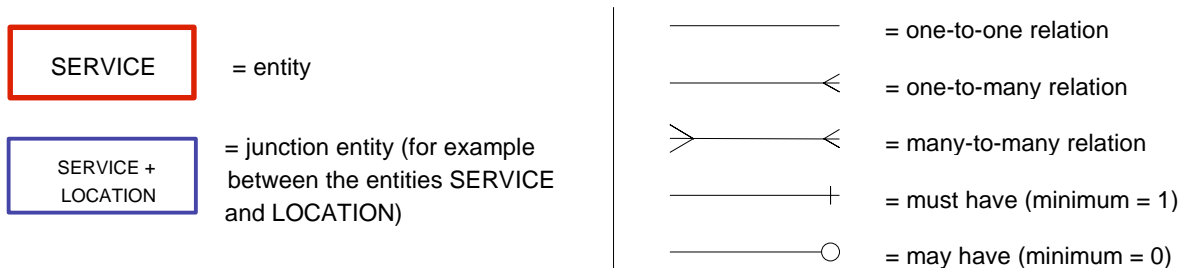 SERVICE
= entity
SERVICE +
LOCATION
= junction entity (for example
between the entities SERVICE
and LOCATION)
= one-to-one relation
= one-to-many relation
= many-to-many relation
= must have (minimum = 1)
= may have (minimum = 0)